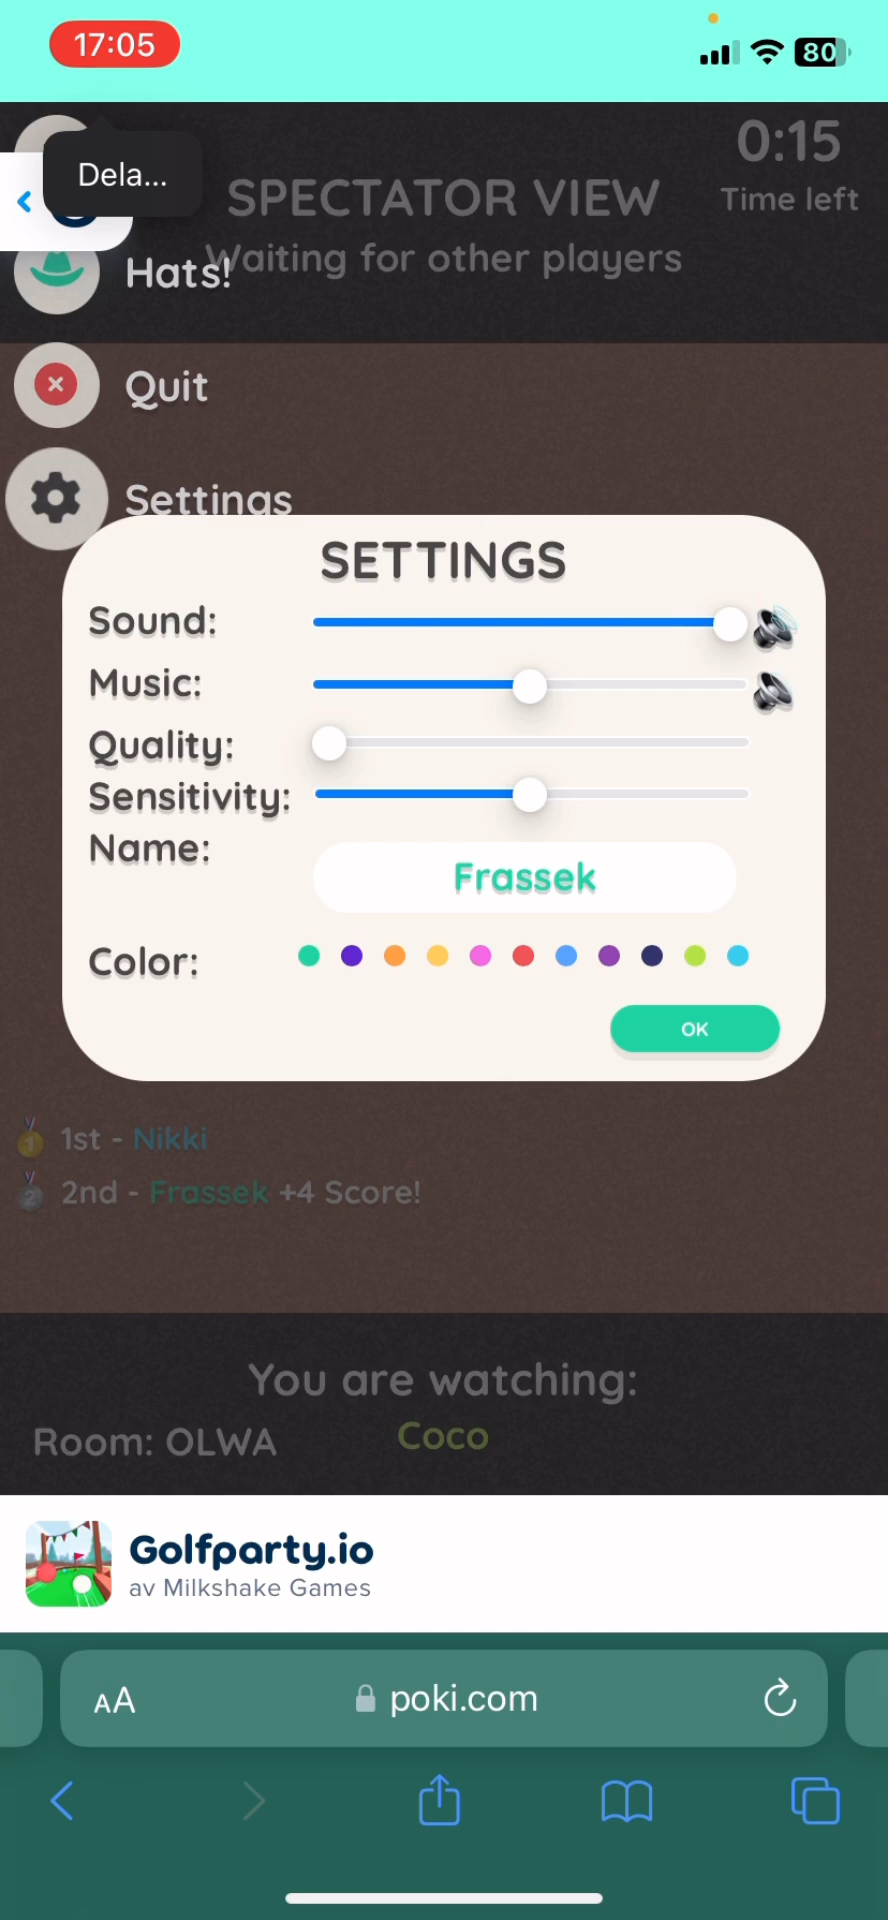 17:05
80
Dela...
0:15
SPECTATOR VIEW
Time left
Waiting for other players
Hats!
Quit
Settings
SETTINGS
Sound:
Music:
Quality:
Sensitivity:
Name:
Frassek
Color:
OK
1
1st - Nikki
2
2nd - Frassek +4 Score!
You are watching:
Room: OLWA
Coco
Golfparty.io
av Milkshake Games
AA
poki.com